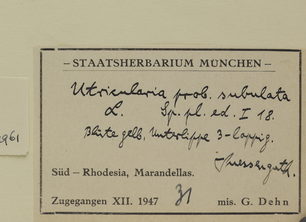 – STAATSHERBARIUM MÜNCHEN –
Utricularia prob. subulata
L. Sp. pl. ed. I 18.
Blüte gelb, Unterlippe 3-lappig.
Suessenguth.
Süd – Rhodesia, Marandellas.
Zugegangen XII. 1947 31 mis. G. Dehn
961